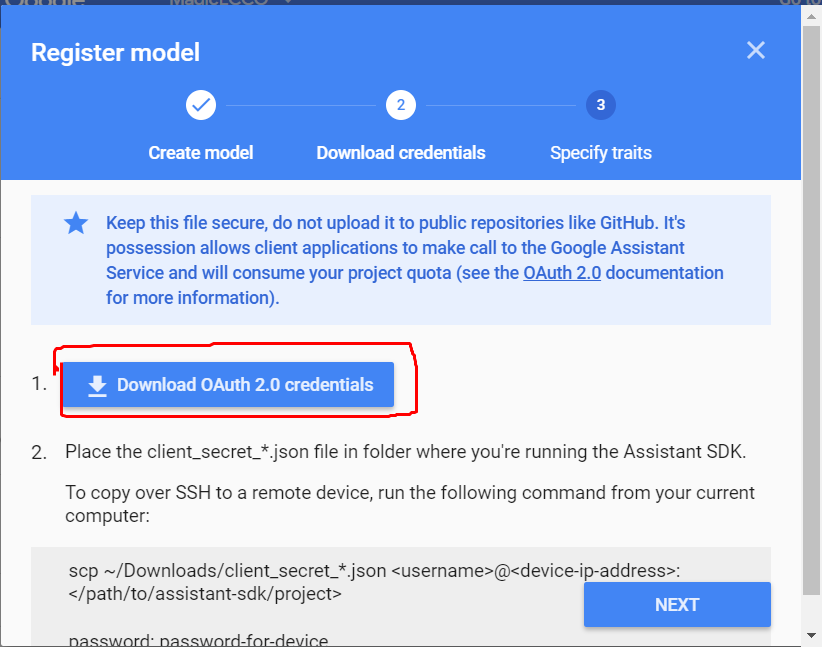 Google MagicECCO Go to
Register model
2 3
Create model Download credentials Specify traits
Keep this file secure, do not upload it to public repositories like GitHub. It's
possession allows client applications to make call to the Google Assistant
Service and will consume your project quota (see the OAuth 2.0 documentation
for more information).
1. Download OAuth 2.0 credentials
2. Place the client_secret_*.json file in folder where you're running the Assistant SDK.
To copy over SSH to a remote device, run the following command from your current
computer:
scp ~/Downloads/client_secret_*.json <username>@<device-ip-address>:
</path/to/assistant-sdk/project>
NEXT
password: password-for-device